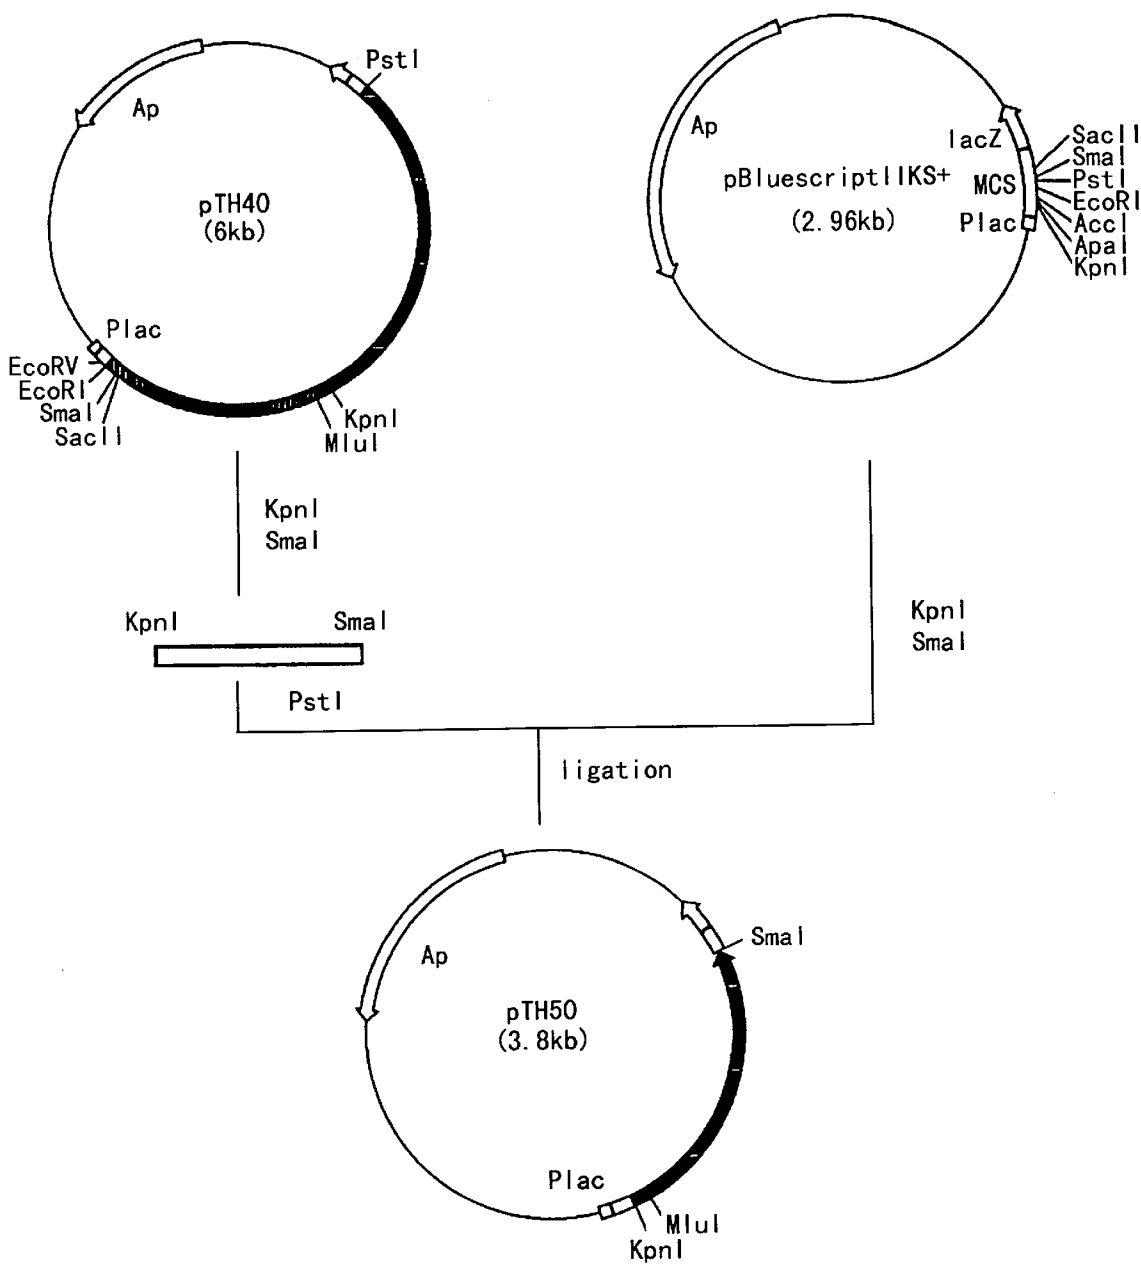 PstI
Ap
pTH40
(6kb)
Plac
EcoRV
EcoRI
SmaI
SacII
KpnI
MluI
Ap
pBluescriptIIKS+
(2.96kb)
lacZ
MCS
Plac
SacII
SmaI
PstI
EcoRI
AccI
ApaI
KpnI
KpnI
SmaI
KpnI
SmaI
PstI
KpnI
SmaI
ligation
Ap
pTH50
(3.8kb)
SmaI
Plac
MluI
KpnI